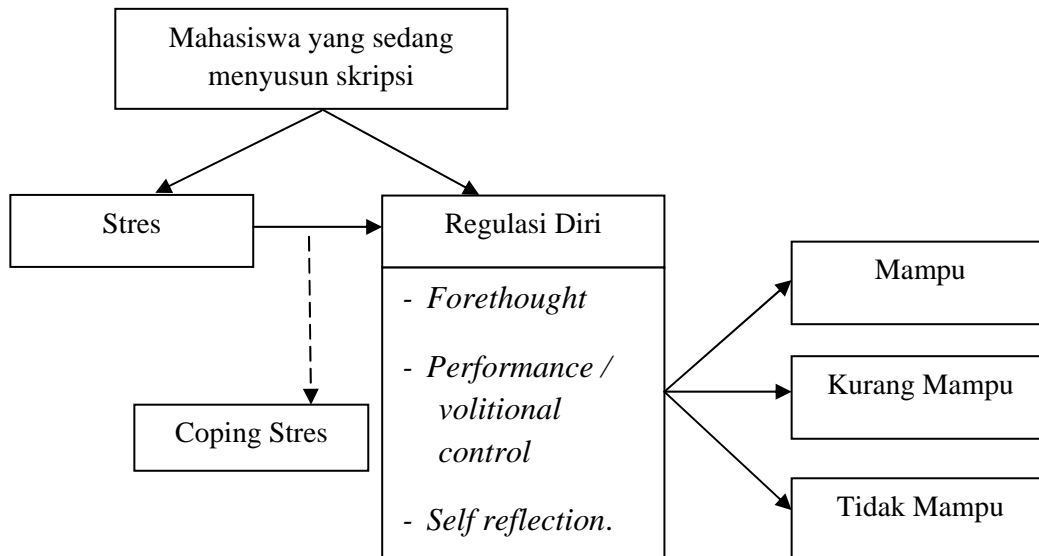 Mahasiswa yang sedang
menyusun skripsi
Stres
Regulasi Diri
- Forethought
- Performance /
volitional
control
- Self reflection.
Coping Stres
Mampu
Kurang Mampu
Tidak Mampu